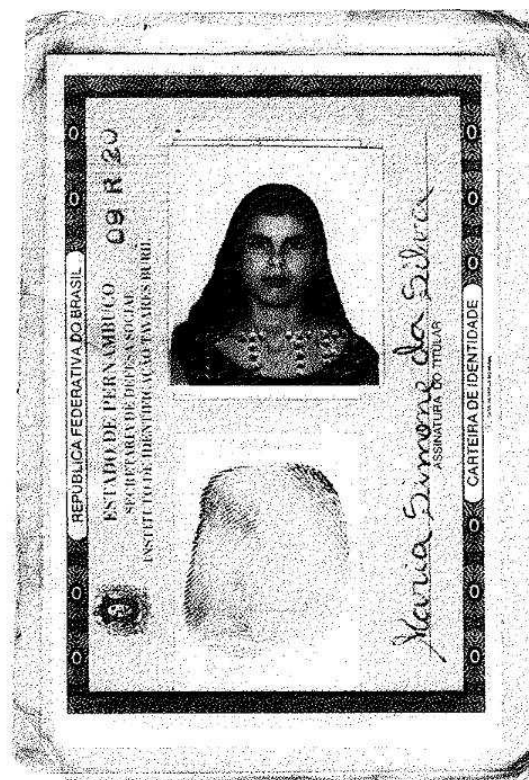 REPÚBLICA FEDERATIVA DO BRASIL
ESTADO DE PERNAMBUCO
09 R 20
SECRETARIA DE DEFESA SOCIAL
INSTITUTO DE IDENTIFICAÇÃO TAVARES BURIL
Maria Simone da Silva
ASSINATURA DO TITULAR
CARTEIRA DE IDENTIDADE